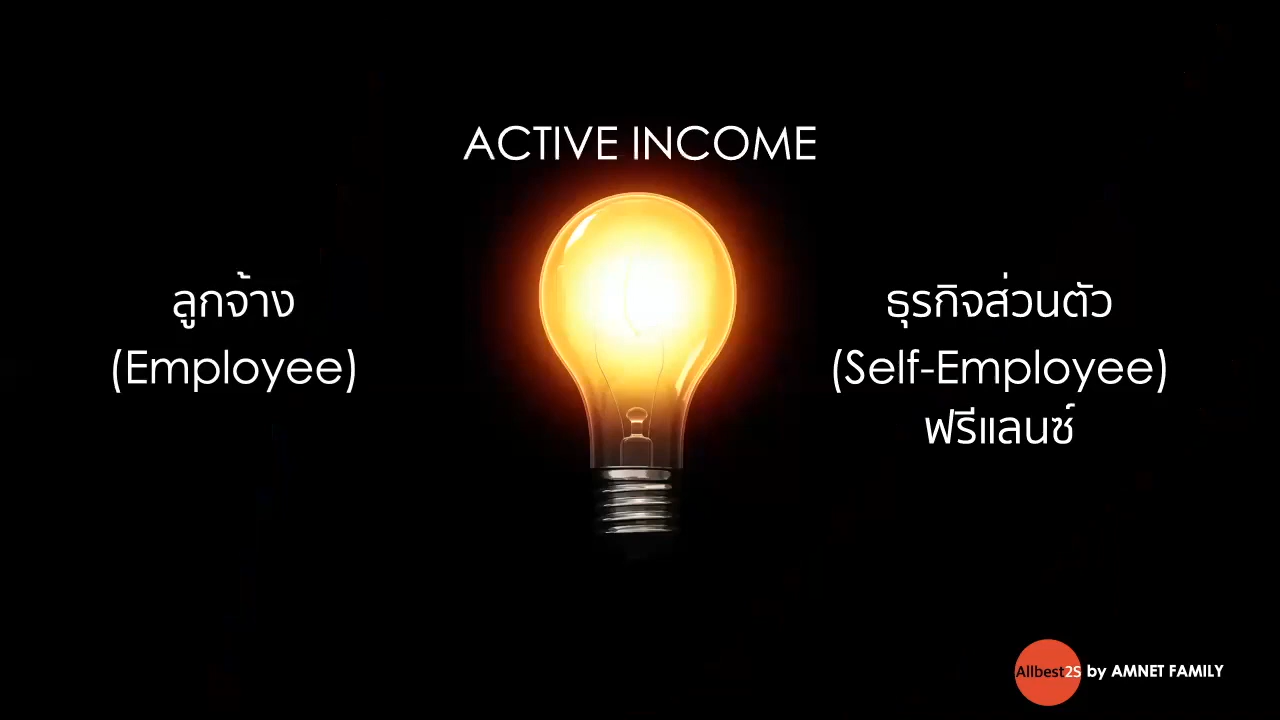 ACTIVE INCOME
ลูกจ้าง
(Employee)
ธุรกิจส่วนตัว
(Self-Employee)
ฟรีแลนซ์
Allbest2S by AMNET FAMILY